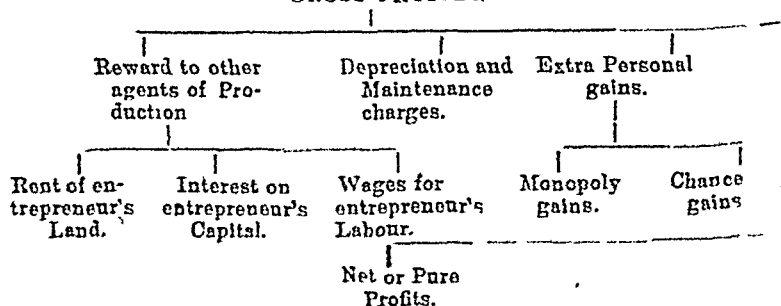 Reward to other agents of Pro-duction
Depreciation and Maintenance charges.
Extra Personal gains.
Rent of en-trepreneur's Land.
Interest on entrepreneur's Capital.
Wages for entrepreneur's Labour.
Monopoly gains.
Chance gains
Net or Pure Profits.